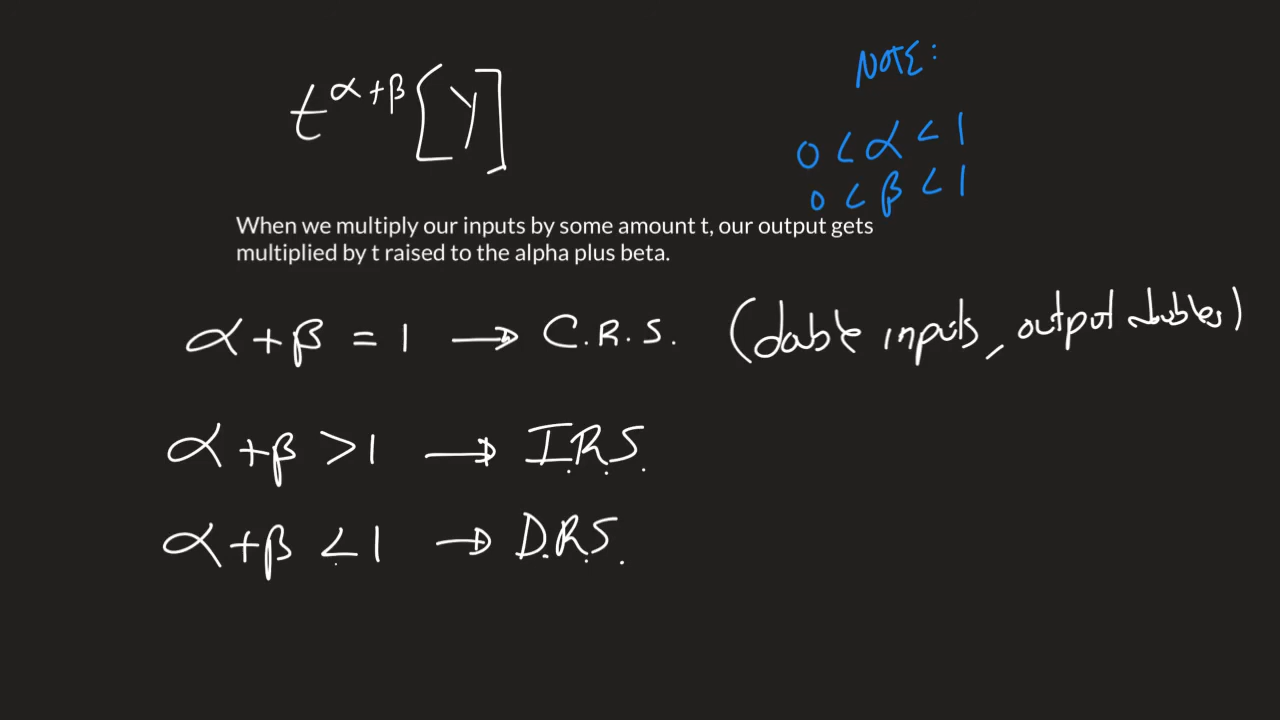 t^α+β [Y]
NOTE:
0 < α < 1
0 < β < 1
When we multiply our inputs by some amount t, our output gets
multiplied by t raised to the alpha plus beta.
α + β = 1 → C.R.S. (double inputs, output doubles)
α + β > 1 → I.R.S.
α + β < 1 → D.R.S.